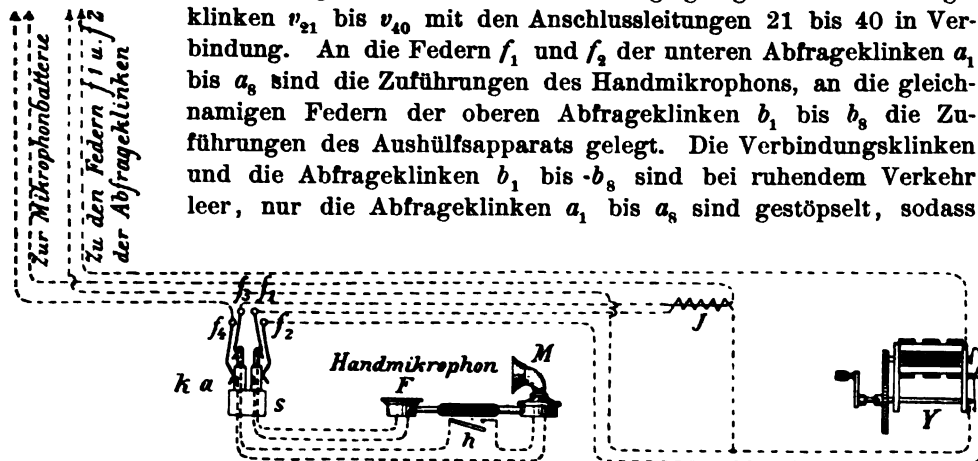 klinken v₂₁ bis v₄₀ mit den Anschlussleitungen 21 bis 40 in Ver-
bindung. An die Federn f₁ und f₂ der unteren Abfrageklinken a₁
bis a₈ sind die Zuführungen des Handmikrophons, an die gleich-
namigen Federn der oberen Abfrageklinken b₁ bis b₈ die Zu-
führungen des Aushülfsapparats gelegt. Die Verbindungsklinken
und die Abfrageklinken b₁ bis b₈ sind bei ruhendem Verkehr
leer, nur die Abfrageklinken a₁ bis a₈ sind gestöpselt, sodass
Zur Mikrophonbatterie
Zu den Federn f 1 u. f 2
der Abfrageklinken
f₃ f₁
f₄ f₂
J
Handmikrophon
F M
k a
s
h
Y